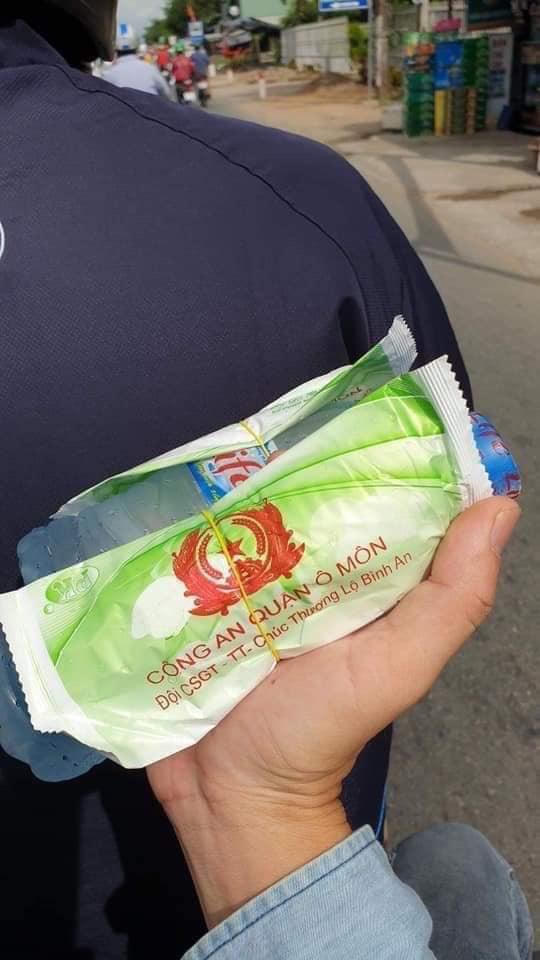 CÔNG AN QUẬN Ô MÔN
Đội CSGT - TT- Chúc Thượng Lộ Bình An